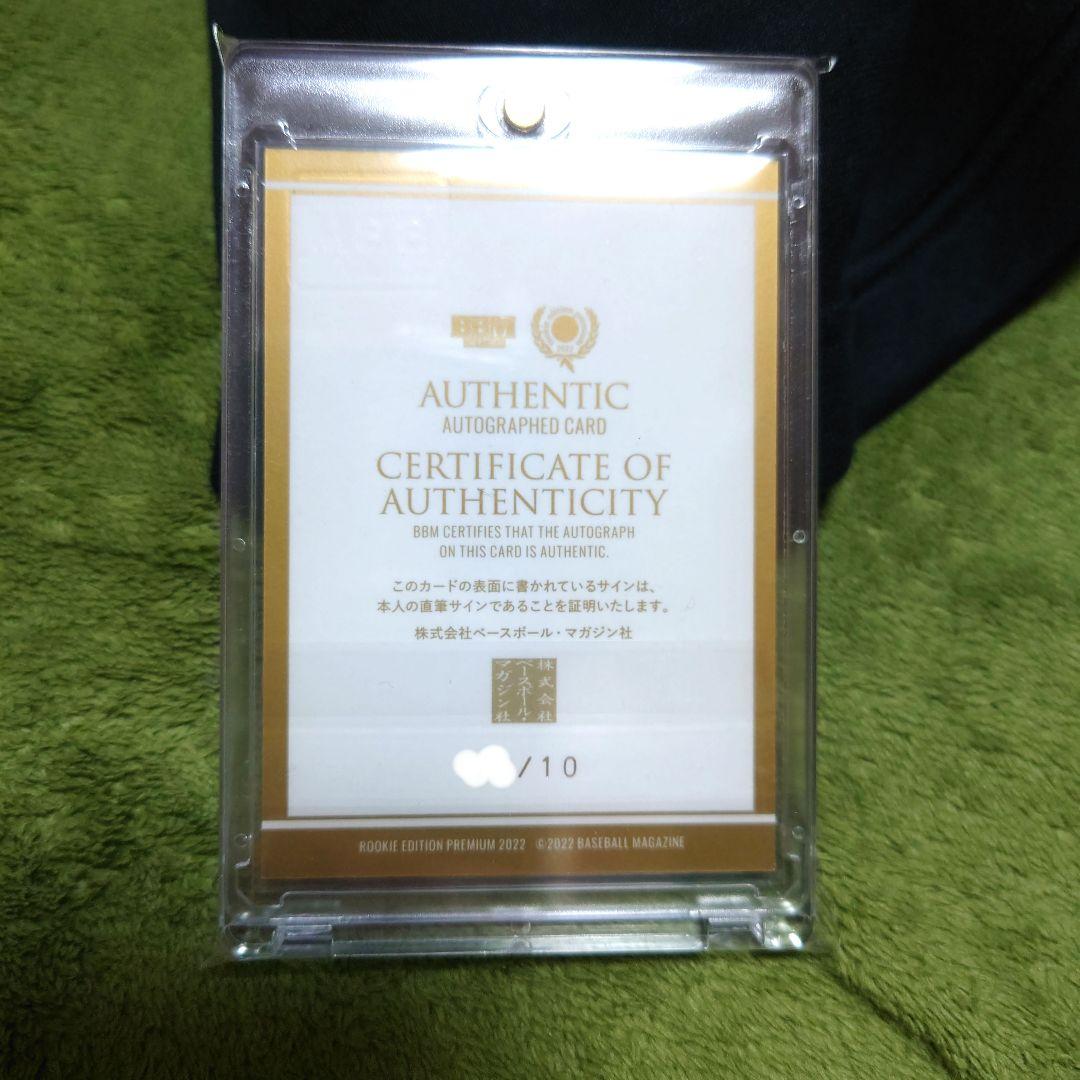 BBM
2022
AUTHENTIC
AUTOGRAPHED CARD
CERTIFICATE OF
AUTHENTICITY
BBM CERTIFIES THAT THE AUTOGRAPH
ON THIS CARD IS AUTHENTIC.
このカードの表面に書かれているサインは、
本人の直筆サインであることを証明いたします。
株式会社ベースボール・マガジン社
株式会社
ベースボール・
マガジン社
/10
ROOKIE EDITION PREMIUM 2022 © 2022 BASEBALL MAGAZINE